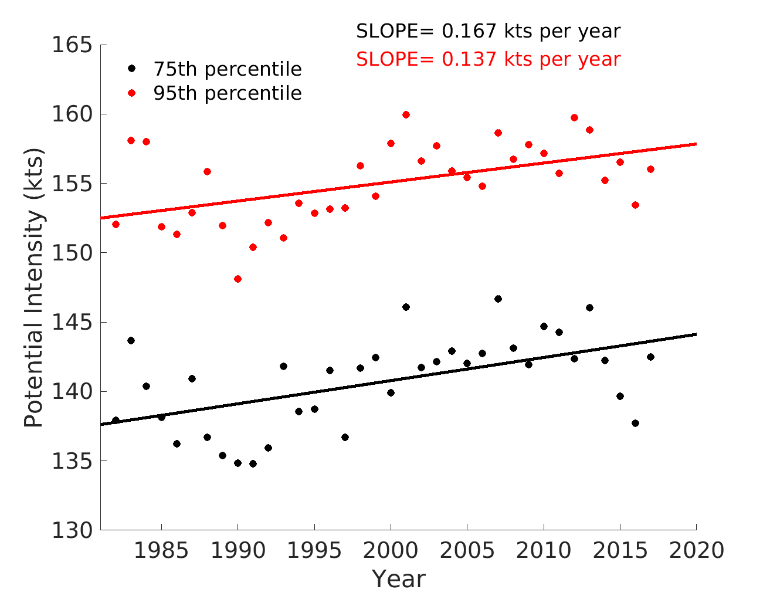 SLOPE= 0.167 kts per year
SLOPE= 0.137 kts per year
75th percentile
95th percentile
Potential Intensity (kts)
165
160
155
150
145
140
135
130
1985 1990 1995 2000 2005 2010 2015 2020
Year